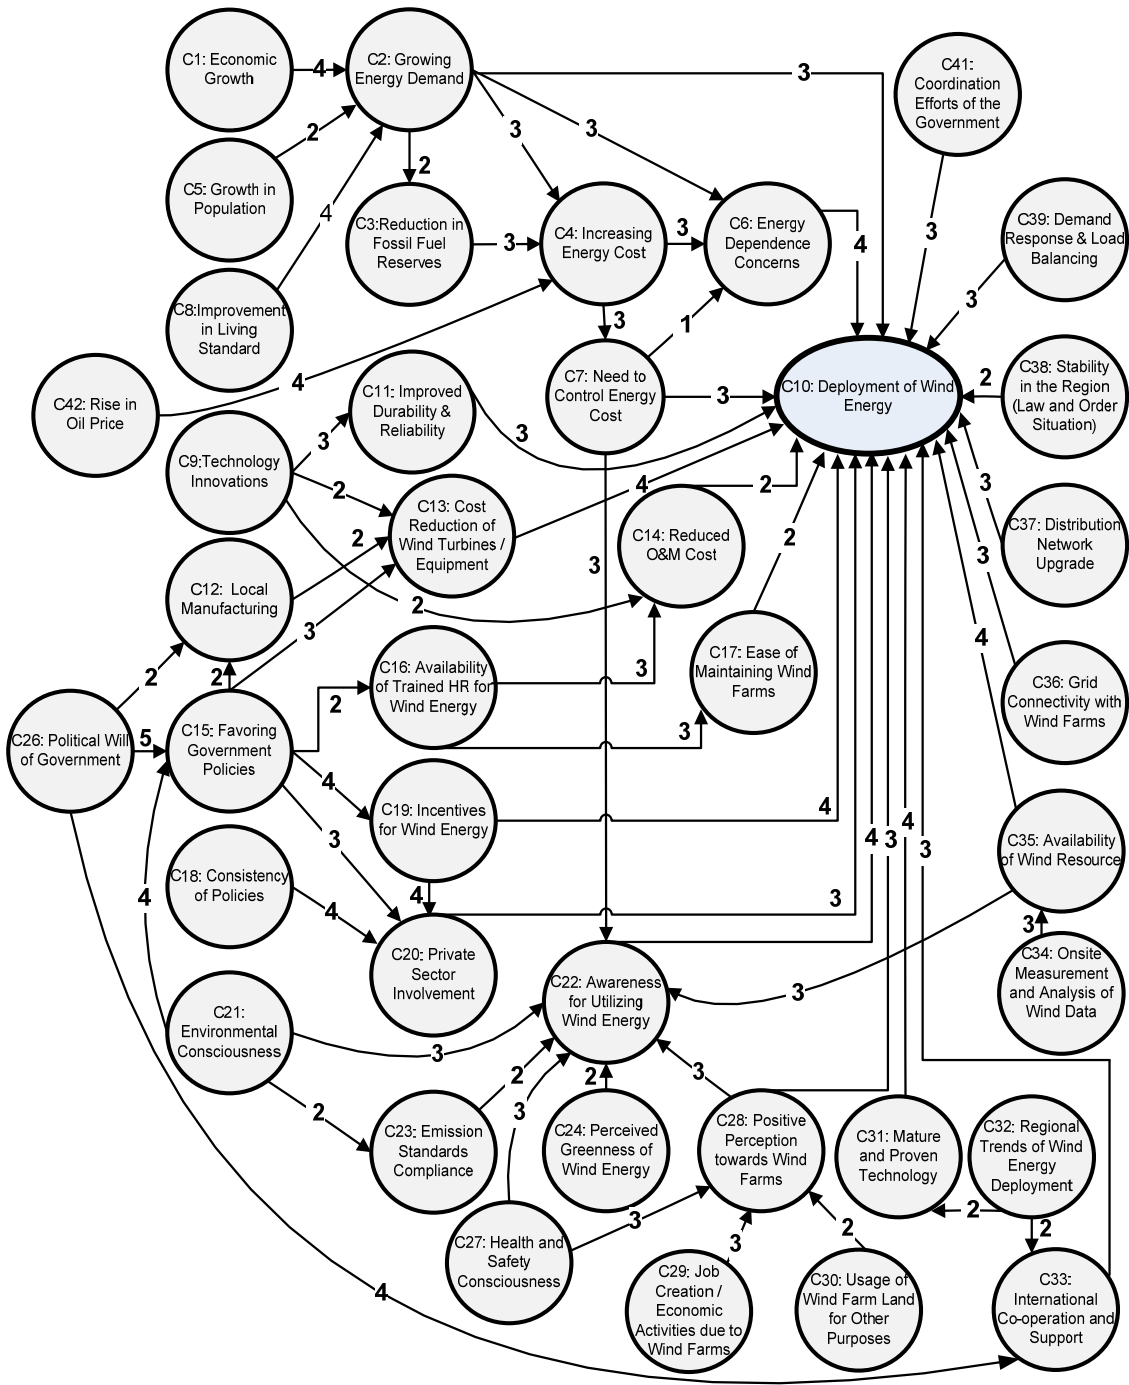 C1: Economic
Growth
4
C2: Growing
Energy Demand
3
C41:
Coordination
Efforts of the
Government
2
3
3
C5: Growth in
Population
2
C3:Reduction in
Fossil Fuel
Reserves
3
C4: Increasing
Energy Cost
3
C6: Energy
Dependence
Concerns
4
3
C39: Demand
Response & Load
Balancing
3
4
C8:Improvement
in Living
Standard
3
1
C42: Rise in
Oil Price
4
C11: Improved
Durability &
Reliability
3
C7: Need to
Control Energy
Cost
3
C10: Deployment of Wind
Energy
2
C38: Stability
in the Region
(Law and Order
Situation)
C9:Technology
Innovations
3
2
C13: Cost
Reduction of
Wind Turbines /
Equipment
4
2
C14: Reduced
O&M Cost
2
3
C37: Distribution
Network
Upgrade
3
C12: Local
Manufacturing
2
2
3
3
C16: Availability
of Trained HR for
Wind Energy
3
3
C17: Ease of
Maintaining Wind
Farms
4
C36: Grid
Connectivity with
Wind Farms
2
2
2
C26: Political Will
of Government
5
C15: Favoring
Government
Policies
4
C19: Incentives
for Wind Energy
4
3
4
C18: Consistency
of Policies
4
4
C20: Private
Sector
Involvement
3
4
3
4
3
C35: Availability
of Wind Resource
3
C34: Onsite
Measurement
and Analysis of
Wind Data
C21:
Environmental
Consciousness
3
2
C22: Awareness
for Utilizing
Wind Energy
3
2
3
2
3
C23: Emission
Standards
Compliance
C24: Perceived
Greenness of
Wind Energy
C28: Positive
Perception
towards Wind
Farms
C31: Mature
and Proven
Technology
C32: Regional
Trends of Wind
Energy
Deployment
2
2
C27: Health and
Safety
Consciousness
3
3
2
C29: Job
Creation /
Economic
Activities due to
Wind Farms
C30: Usage of
Wind Farm Land
for Other
Purposes
C33:
International
Co-operation and
Support
4